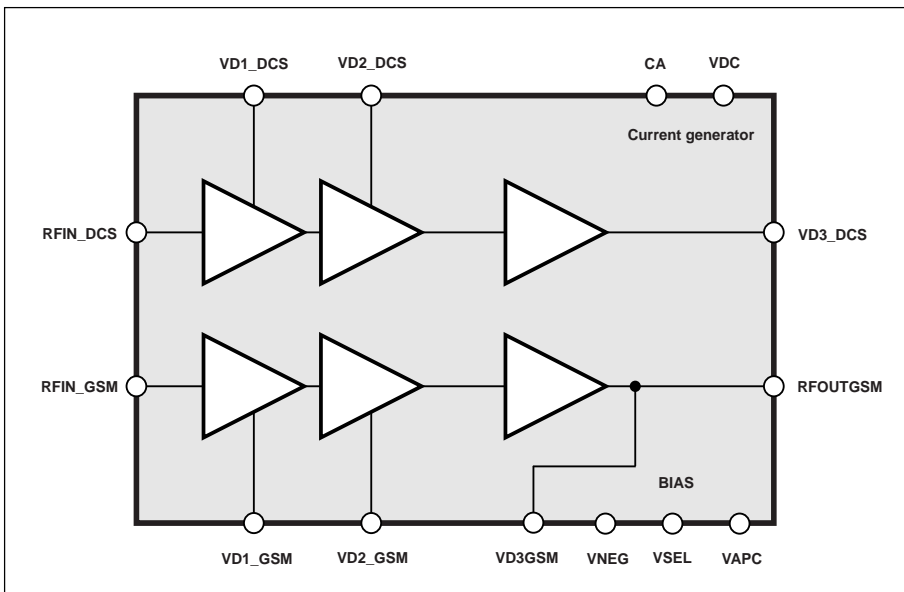 VD1_DCS
VD2_DCS
CA
VDC
Current generator
RFIN_DCS
VD3_DCS
RFIN_GSM
RFOUTGSM
BIAS
VD1_GSM
VD2_GSM
VD3GSM
VNEG
VSEL
VAPC